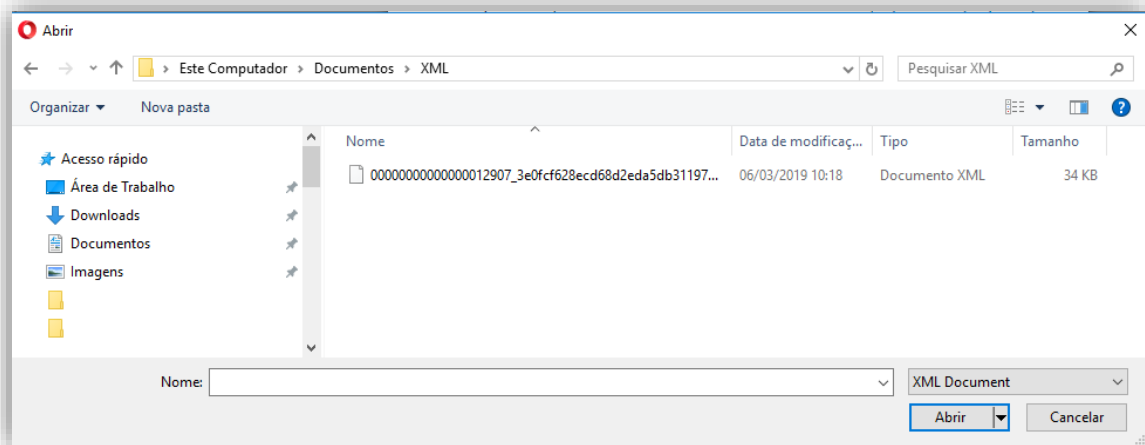 Abrir
Este Computador > Documentos > XML
Pesquisar XML
Organizar
Nova pasta
Nome
Data de modificaç...
Tipo
Tamanho
Acesso rápido
00000000000000012907_3e0fcf628ecd68d2eda5db31197...
06/03/2019 10:18
Documento XML
34 KB
Área de Trabalho
Downloads
Documentos
Imagens
Nome:
XML Document
Abrir
Cancelar